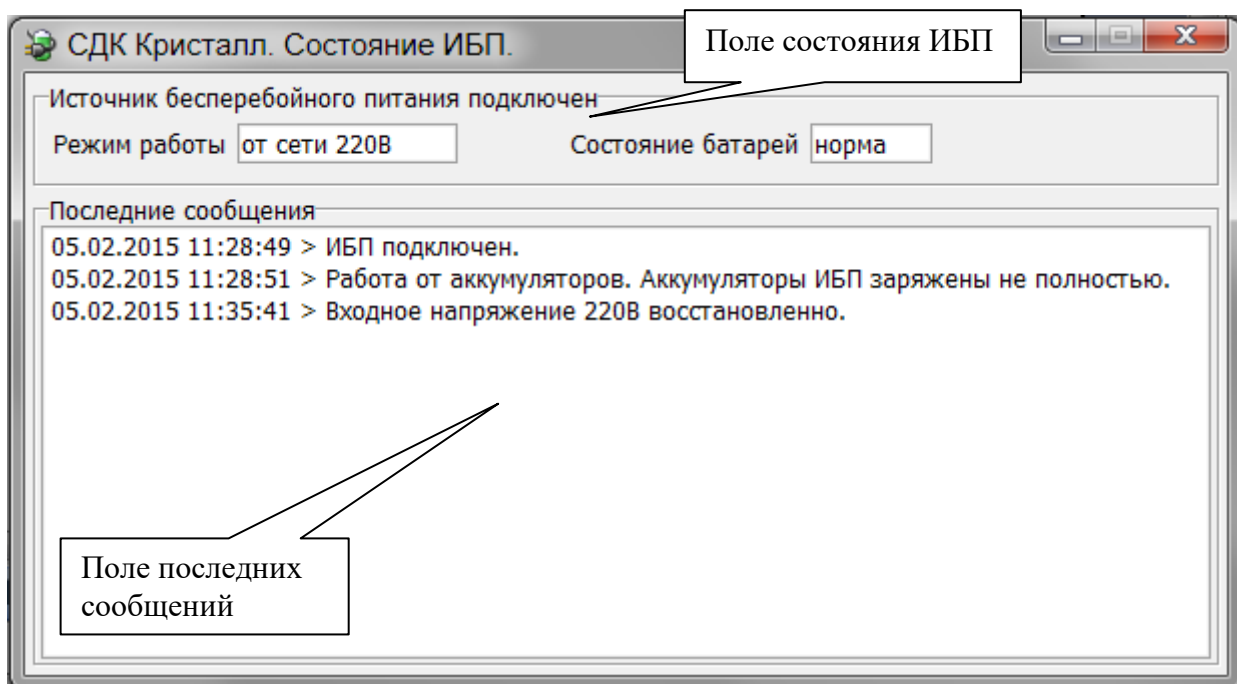 СДК Кристалл. Состояние ИБП.
Поле состояния ИБП
Источник бесперебойного питания подключен
Режим работы от сети 220В Состояние батарей норма
Последние сообщения
05.02.2015 11:28:49 > ИБП подключен.
05.02.2015 11:28:51 > Работа от аккумуляторов. Аккумуляторы ИБП заряжены не полностью.
05.02.2015 11:35:41 > Входное напряжение 220В восстановленно.
Поле последних
сообщений